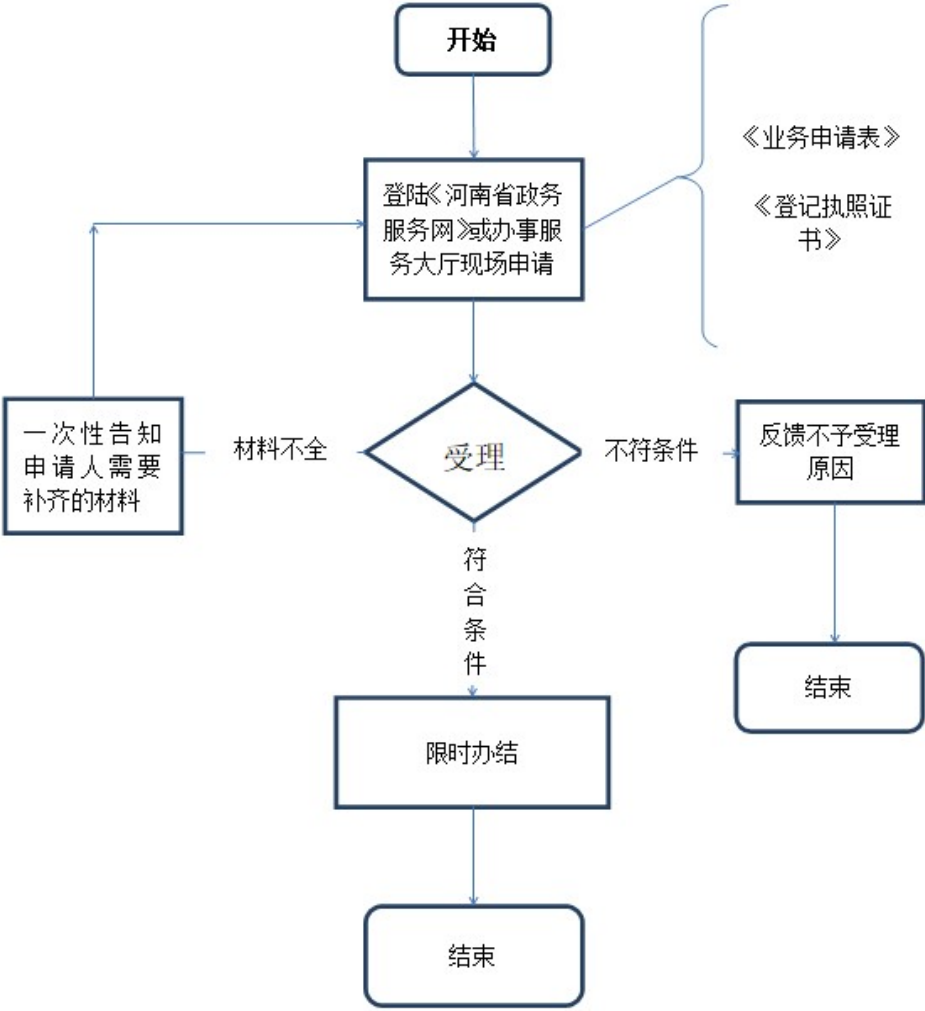 开始
《业务申请表》
登陆《河南省政务
服务网》或办事服
务大厅现场申请
《登记执照证
书》
一次性告知
申请人需要
补齐的材料
材料不全
受理
不符条件
反馈不予受理
原因
符
合
条
件
结束
限时办结
结束